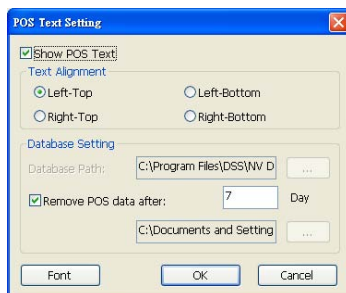 POS Text Setting
Show POS Text
Text Alignment
Left-Top Left-Bottom
Right-Top Right-Bottom
Database Setting
Database Path: C:\Program Files\DSS\NV D ...
Remove POS data after: 7 Day
C:\Documents and Setting ...
Font OK Cancel